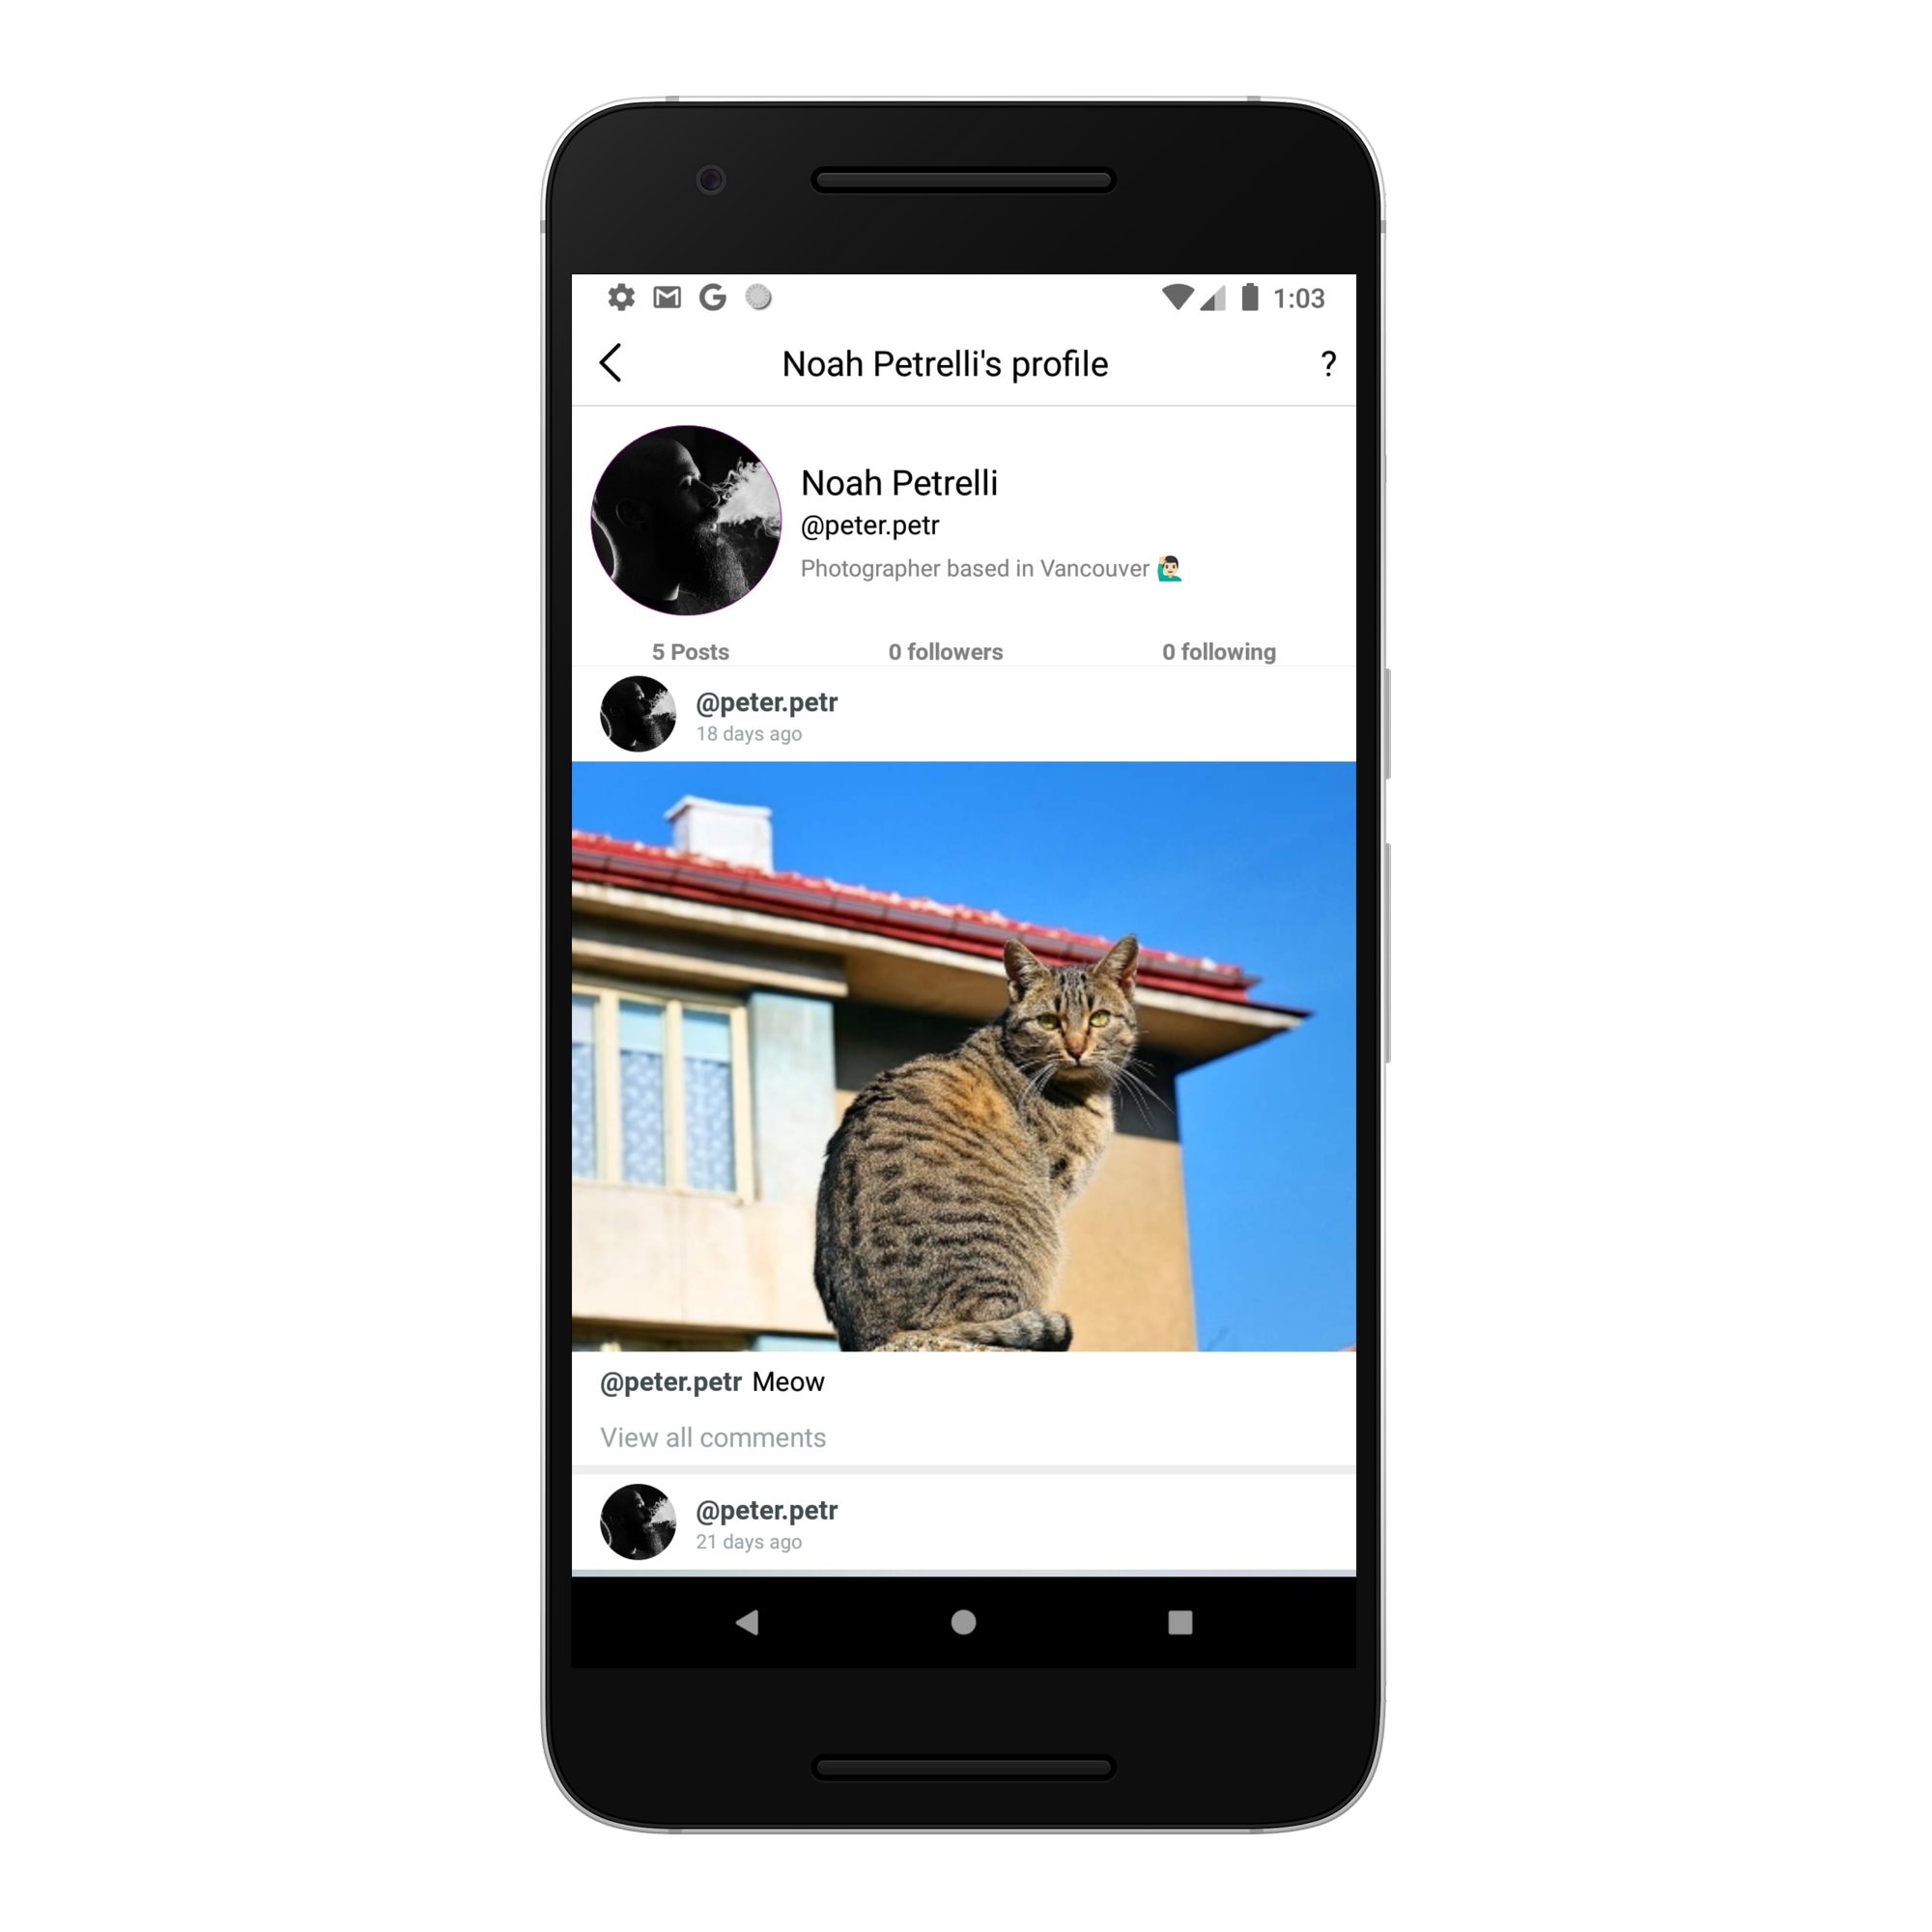 1:03
Noah Petrelli's profile
?
Noah Petrelli
@peter.petr
Photographer based in Vancouver 🙋🏻‍♂️
5 Posts 0 followers 0 following
@peter.petr
18 days ago
@peter.petr Meow
View all comments
@peter.petr
21 days ago